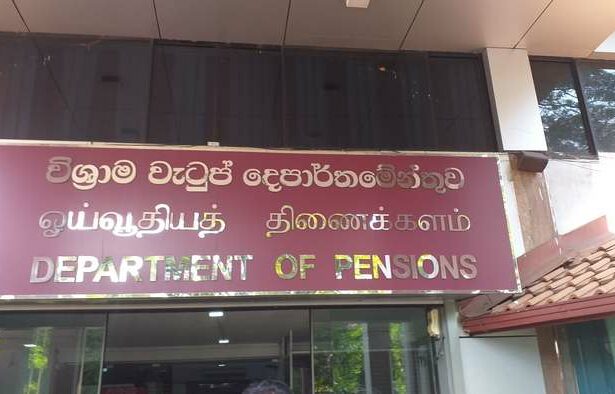 විශ්‍රාම වැටුප් දෙපාර්තමේන්තුව
ஓய்வூதியத் திணைக்களம்
DEPARTMENT OF PENSIONS